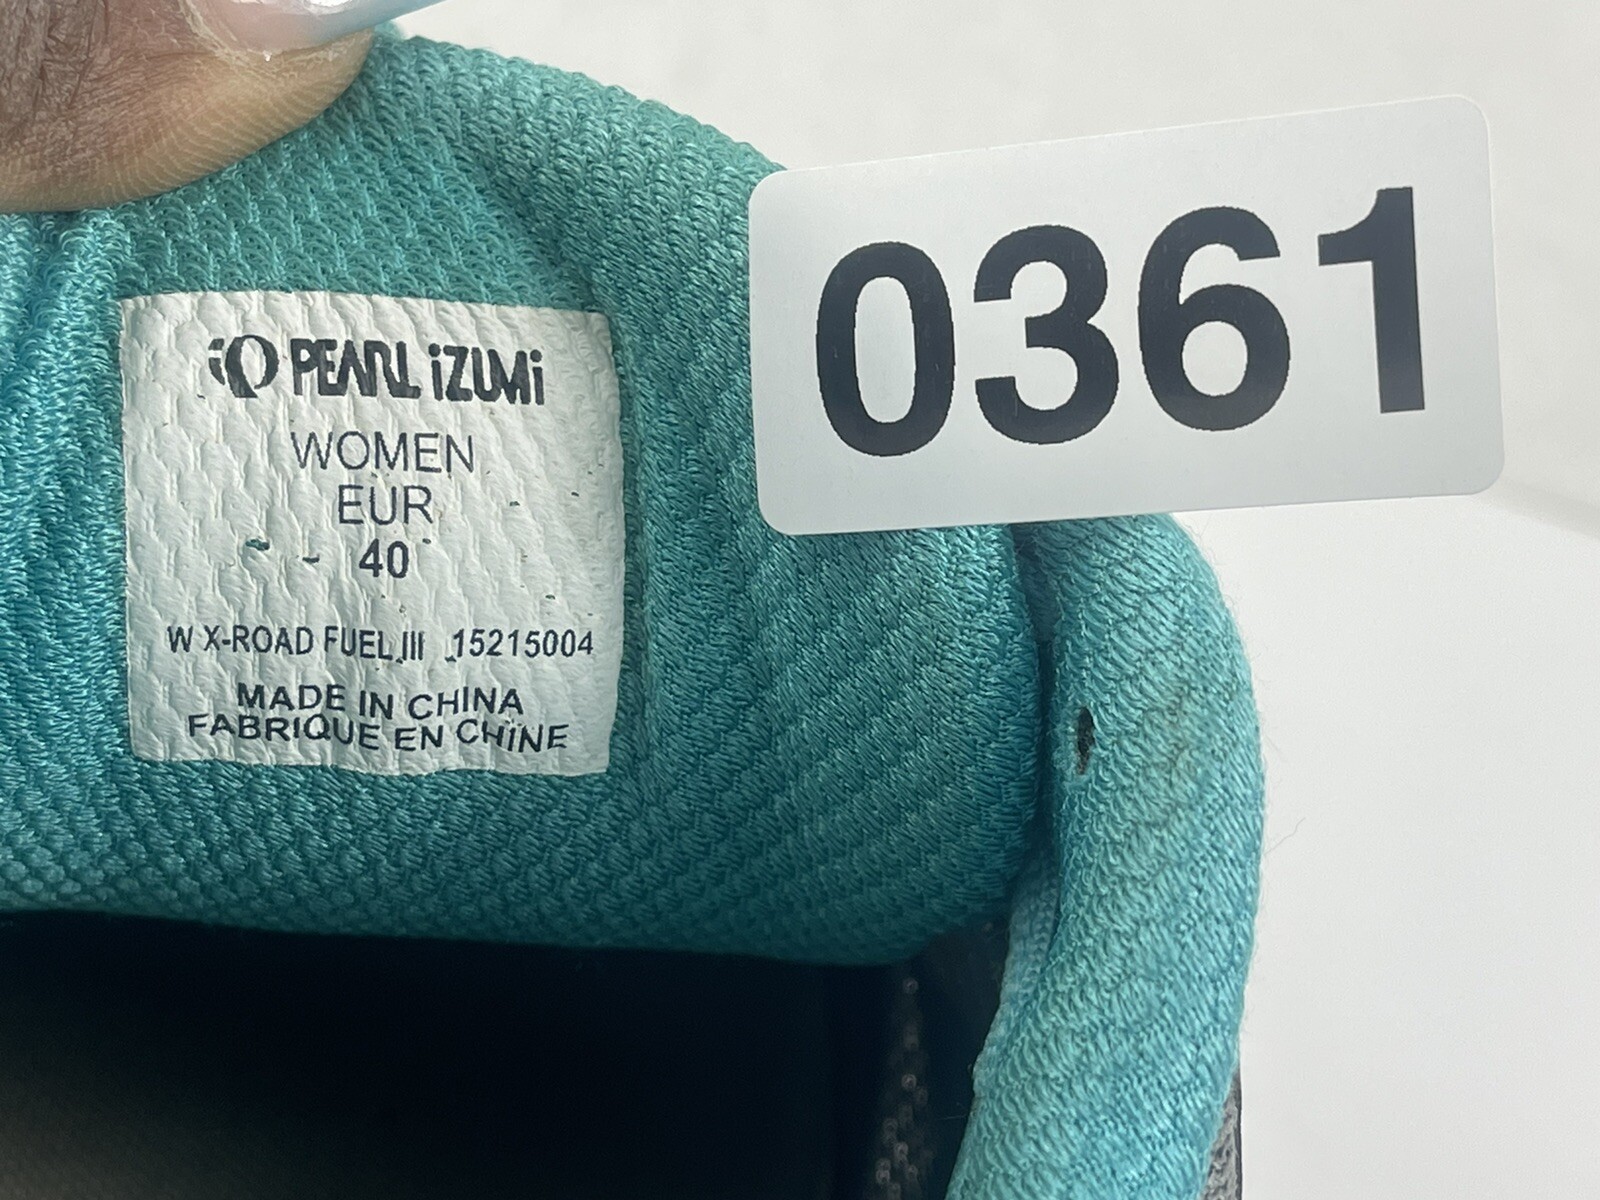 PEARL iZUMi
WOMEN
EUR
40
W X-ROAD FUEL III 15215004
MADE IN CHINA
FABRIQUE EN CHINE
0361